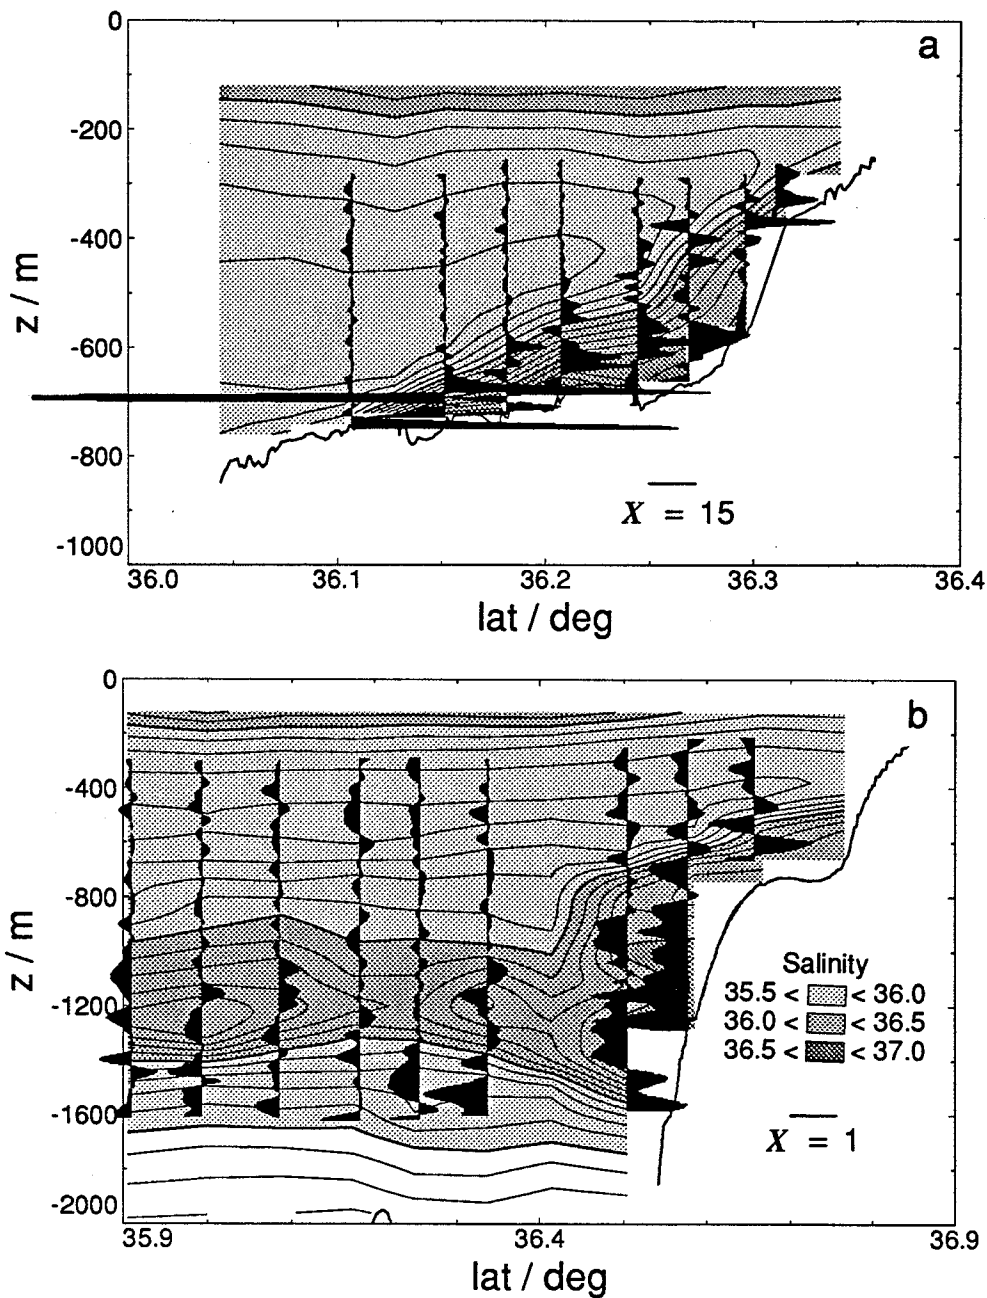 a
0
-200
-400
-600
-800
-1000
z / m
X = 15
36.0 36.1 36.2 36.3 36.4
lat / deg
b
0
-400
-800
-1200
-1600
-2000
z / m
Salinity
35.5 < < 36.0
36.0 < < 36.5
36.5 < < 37.0
X = 1
35.9 36.4 36.9
lat / deg